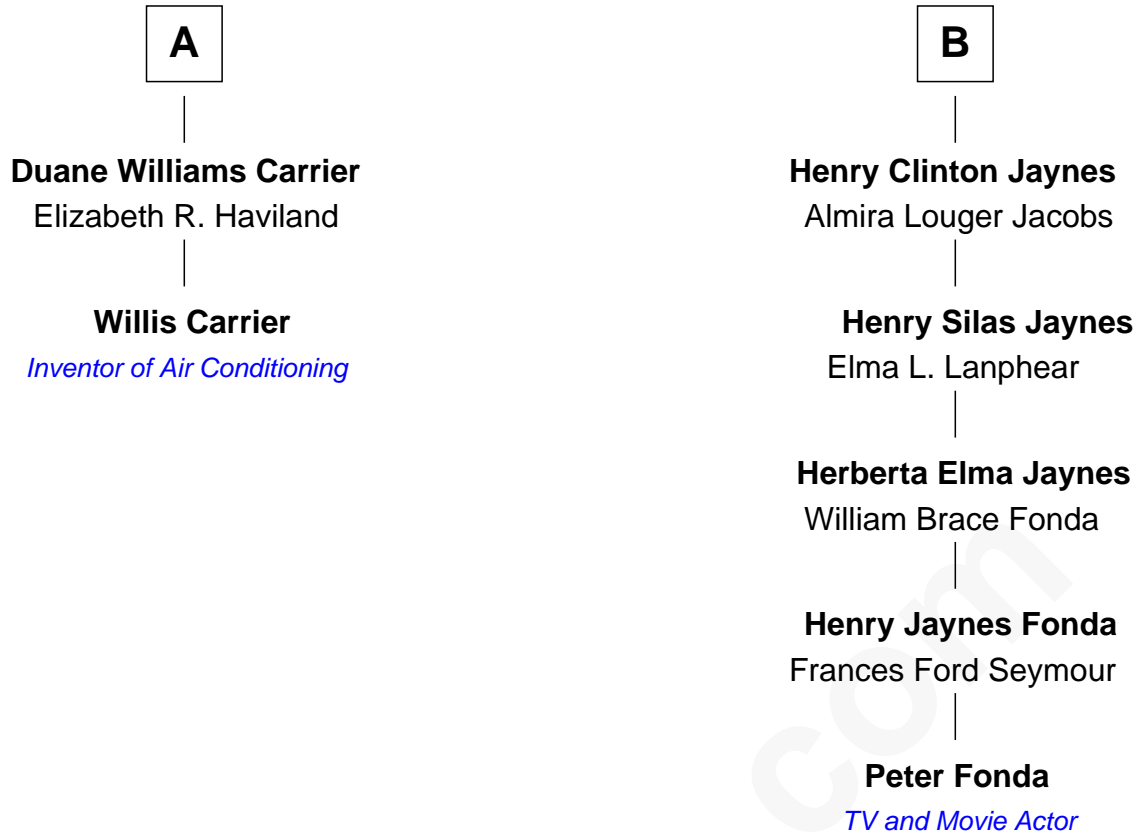 A
Duane Williams Carrier
Elizabeth R. Haviland
Willis Carrier
Inventor of Air Conditioning
B
Henry Clinton Jaynes
Almira Louger Jacobs
Henry Silas Jaynes
Elma L. Lanphear
Herberta Elma Jaynes
William Brace Fonda
Henry Jaynes Fonda
Frances Ford Seymour
Peter Fonda
TV and Movie Actor
com